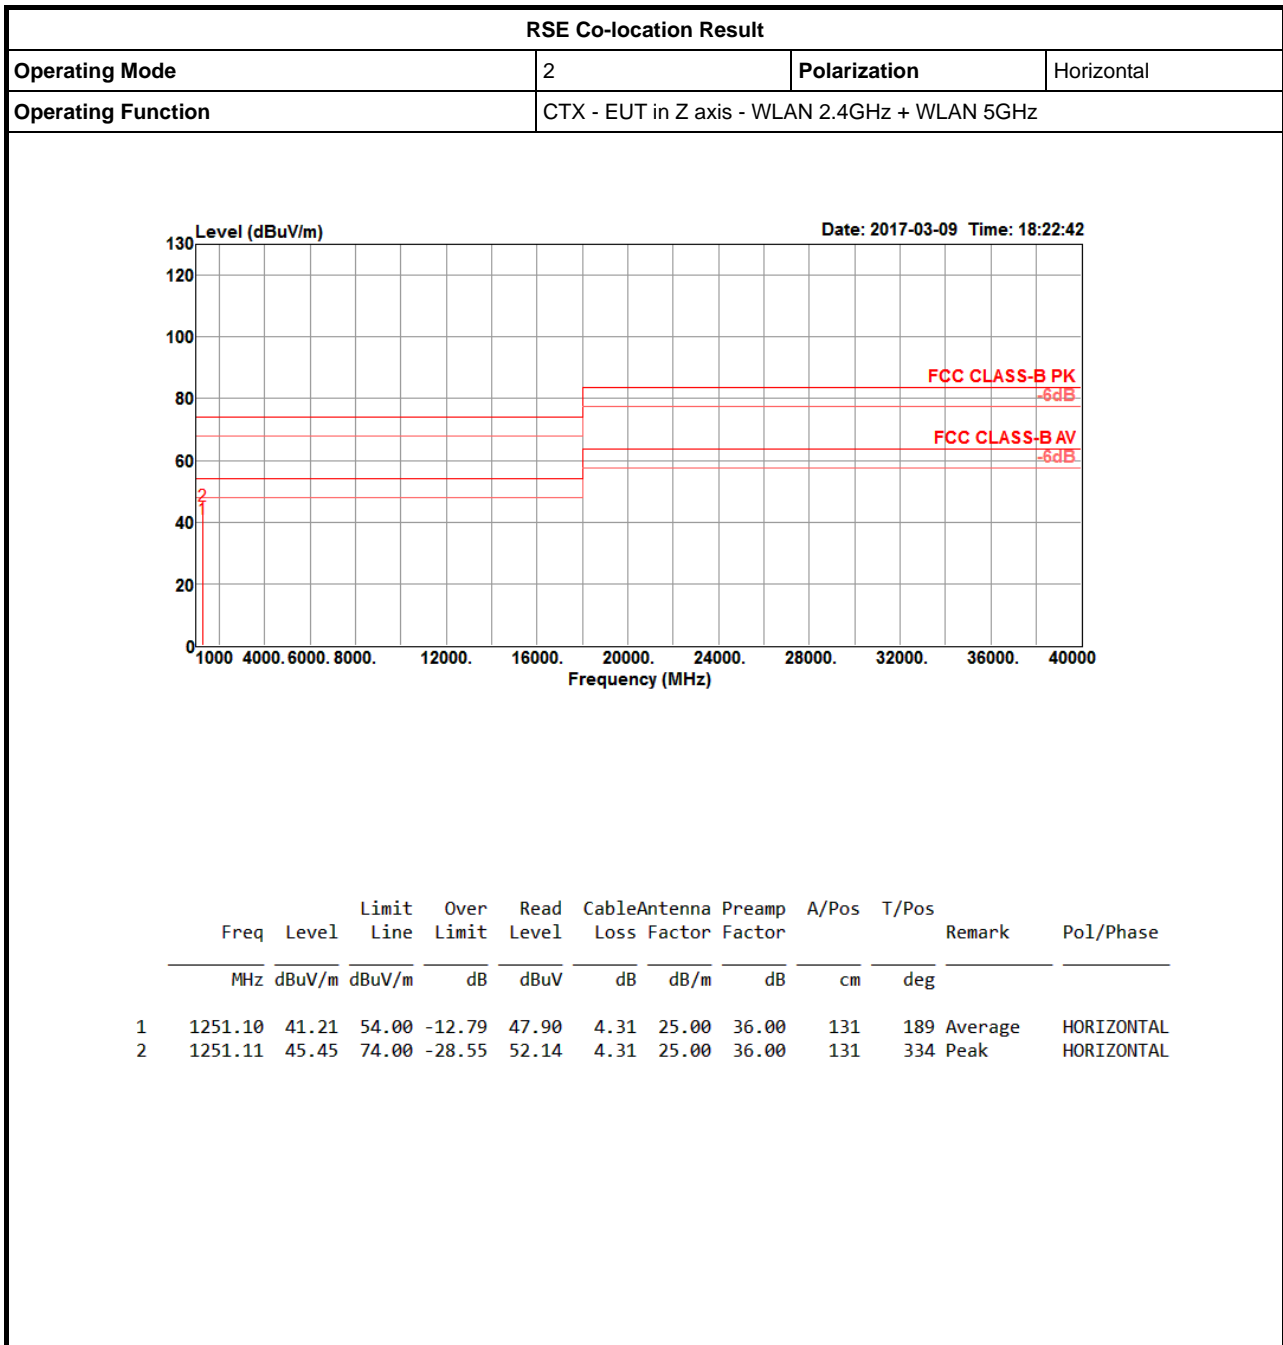 RSE Co-location Result
Operating Mode 2 Polarization Horizontal
Operating Function CTX - EUT in Z axis - WLAN 2.4GHz + WLAN 5GHz
Level (dBuV/m) Date: 2017-03-09 Time: 18:22:42
130
120
100
FCC CLASS-B PK
80 -6dB
FCC CLASS-B AV
60 -6dB
2
1
40
20
0
1000 4000. 6000. 8000. 12000. 16000. 20000. 24000. 28000. 32000. 36000. 40000
Frequency (MHz)
Limit Over Read CableAntenna Preamp A/Pos T/Pos
Freq Level Line Limit Level Loss Factor Factor Remark Pol/Phase
MHz dBuV/m dBuV/m dB dBuV dB dB/m dB cm deg
1 1251.10 41.21 54.00 -12.79 47.90 4.31 25.00 36.00 131 189 Average HORIZONTAL
2 1251.11 45.45 74.00 -28.55 52.14 4.31 25.00 36.00 131 334 Peak HORIZONTAL